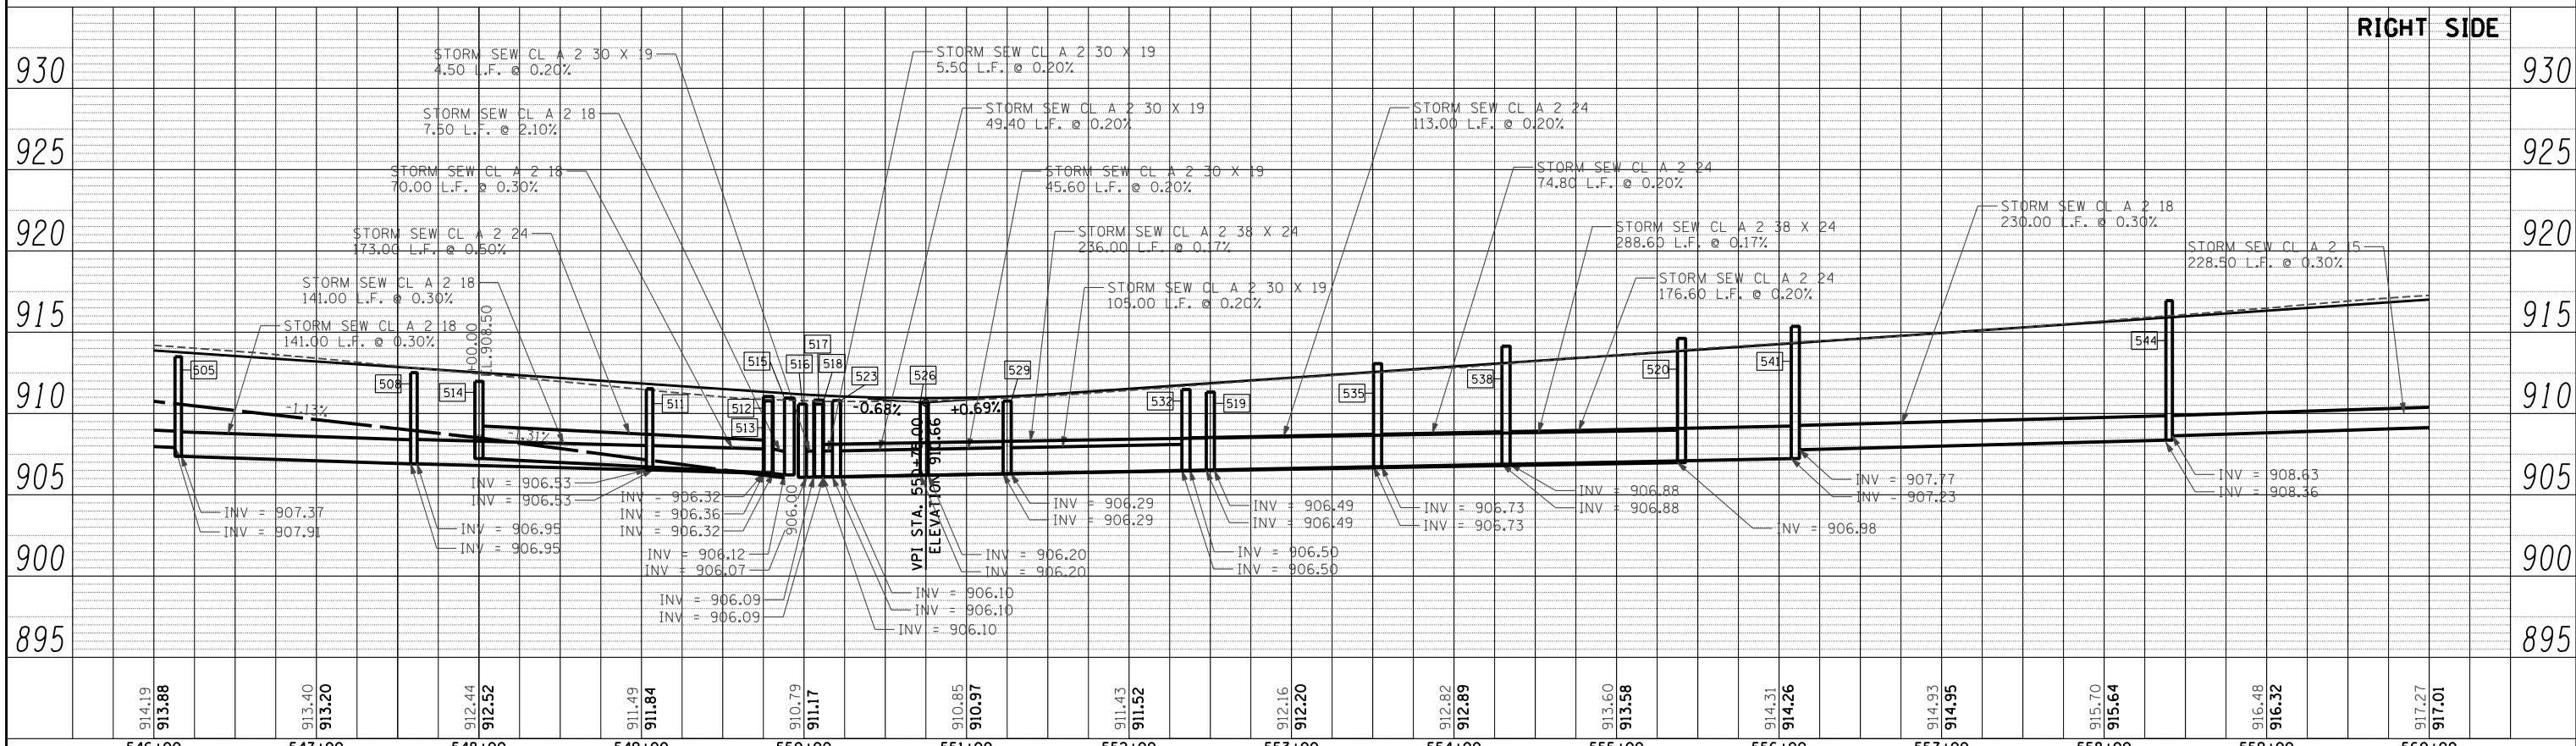 RIGHT SIDE
930
925
920
915
910
905
900
895
930
925
920
915
910
905
900
895
STORM SEW CL A 2 30 X 19
4.50 L.F. @ 0.20%
STORM SEW CL A 2 18
7.50 L.F. @ 2.10%
STORM SEW CL A 2 18
70.00 L.F. @ 0.30%
STORM SEW CL A 2 24
173.00 L.F. @ 0.50%
STORM SEW CL A 2 18
141.00 L.F. @ 0.30%
STORM SEW CL A 2 18
141.00 L.F. @ 0.30%
STORM SEW CL A 2 30 X 19
5.50 L.F. @ 0.20%
STORM SEW CL A 2 30 X 19
49.40 L.F. @ 0.20%
STORM SEW CL A 2 30 X 19
45.60 L.F. @ 0.20%
STORM SEW CL A 2 38 X 24
236.00 L.F. @ 0.17%
STORM SEW CL A 2 30 X 19
105.00 L.F. @ 0.20%
STORM SEW CL A 2 24
113.00 L.F. @ 0.20%
STORM SEW CL A 2 24
74.80 L.F. @ 0.20%
STORM SEW CL A 2 38 X 24
288.60 L.F. @ 0.17%
STORM SEW CL A 2 24
176.60 L.F. @ 0.20%
STORM SEW CL A 2 18
230.00 L.F. @ 0.30%
STORM SEW CL A 2 15
228.50 L.F. @ 0.30%
+00.00
EL.908.50
505
508
514
511
515
512
513
516
517
518
523
526
529
532
519
535
538
520
541
544
-1.13%
-1.31%
-0.68%
+0.69%
VPI STA. 550+75.00
ELEVATION 910.66
906.00
INV = 907.37
INV = 907.91
INV = 906.95
INV = 906.95
INV = 906.53
INV = 906.53
INV = 906.32
INV = 906.36
INV = 906.32
INV = 906.12
INV = 906.07
INV = 906.09
INV = 906.09
INV = 906.10
INV = 906.10
INV = 906.10
INV = 906.20
INV = 906.20
INV = 906.29
INV = 906.29
INV = 906.50
INV = 906.50
INV = 906.49
INV = 906.49
INV = 906.73
INV = 906.73
INV = 906.88
INV = 906.88
INV = 906.98
INV = 907.77
INV = 907.23
INV = 908.63
INV = 908.36
914.19
913.88
913.40
913.20
912.44
912.52
911.49
911.84
910.79
911.17
910.85
910.97
911.43
911.52
912.16
912.20
912.82
912.89
913.60
913.58
914.31
914.26
914.93
914.95
915.70
915.64
916.48
916.32
917.27
917.01